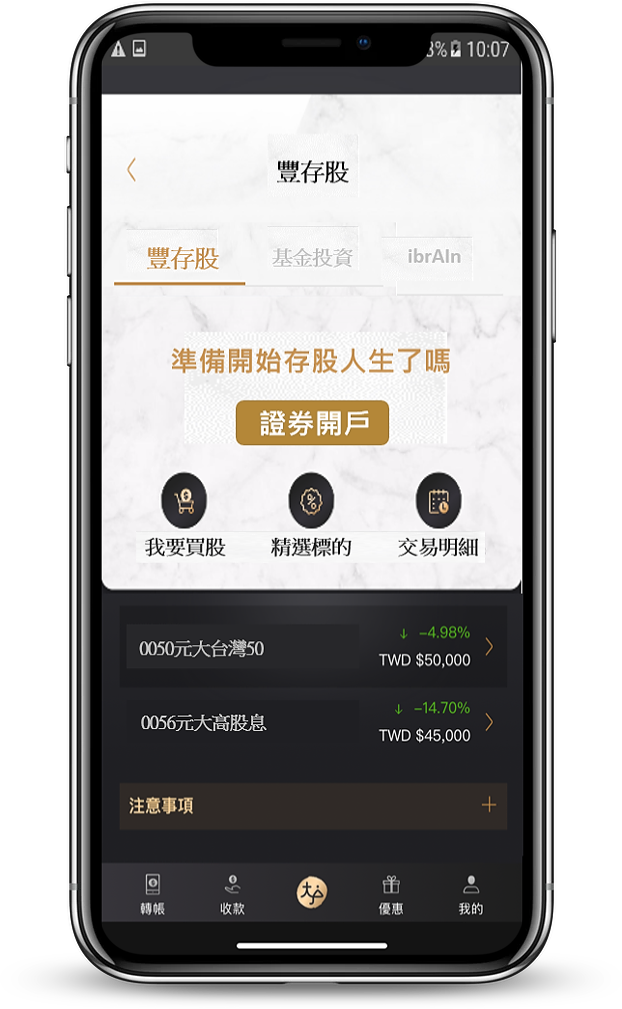 3% 10:07
豐存股
豐存股 基金投資 ibrAIn
準備開始存股人生了嗎
證券開戶
我要買股 精選標的 交易明細
↓ -4.98%
0050元大台灣50
TWD $50,000
↓ -14.70%
0056元大高股息
TWD $45,000
注意事項
轉帳 收款 大戶 優惠 我的